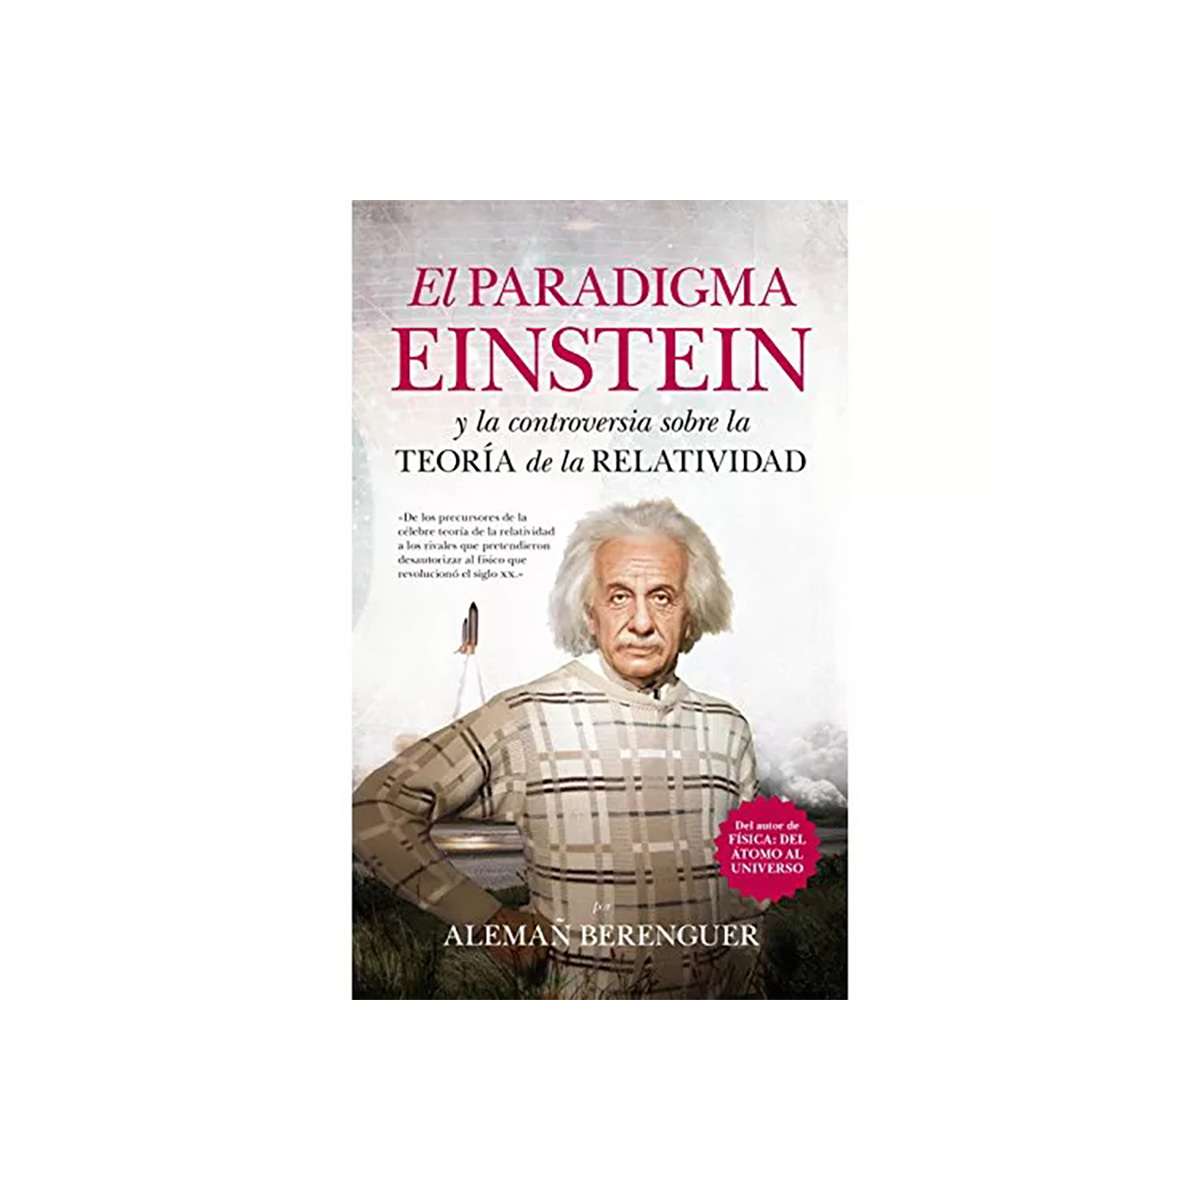 El PARADIGMA
EINSTEIN
y la controversia sobre la
TEORÍA de la RELATIVIDAD
«De los precursores de la
célebre teoría de la relatividad
a los rivales que pretendieron
desautorizar al físico que
revolucionó el siglo XX.»
Del autor de
FÍSICA: DEL
ÁTOMO AL
UNIVERSO
por
ALEMAÑ BERENGUER